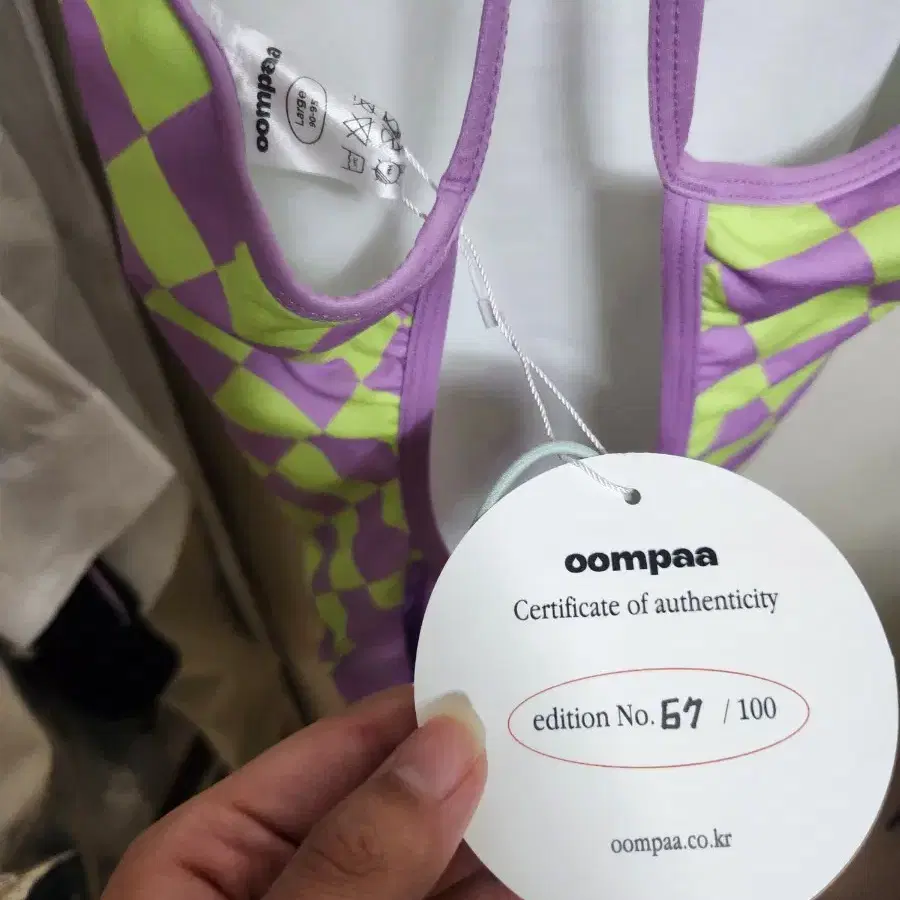 oompaa
Large
90-95
oompaa
Certificate of authenticity
edition No. 67 / 100
oompaa.co.kr